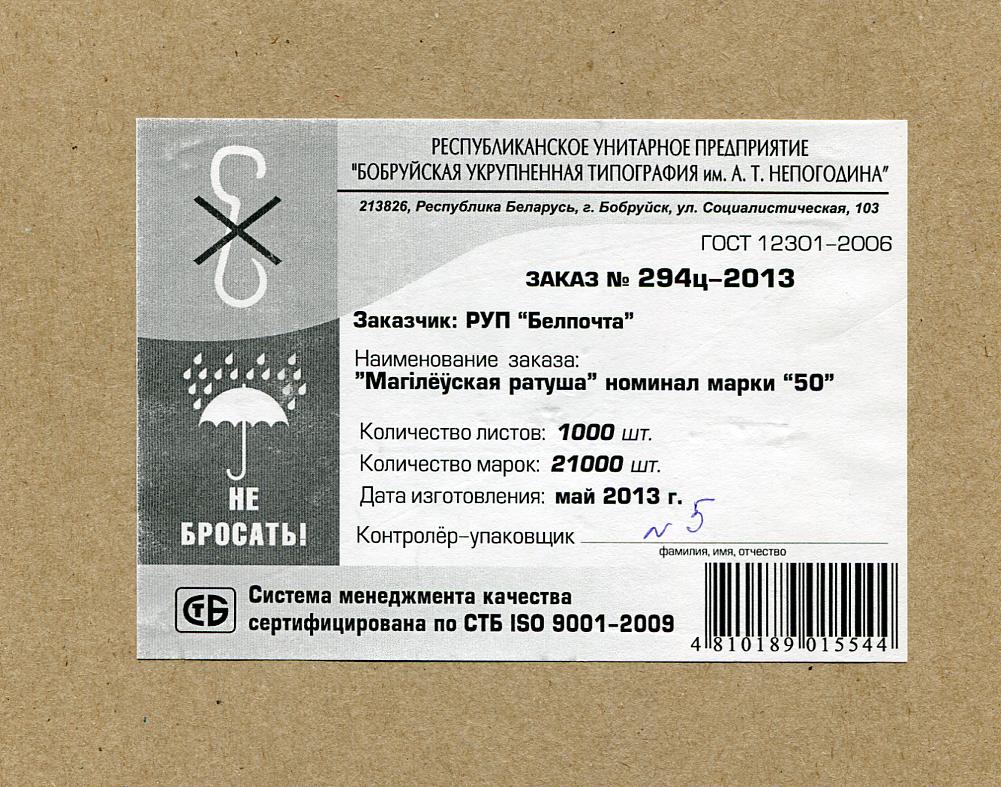 РЕСПУБЛИКАНСКОЕ УНИТАРНОЕ ПРЕДПРИЯТИЕ
"БОБРУЙСКАЯ УКРУПНЕННАЯ ТИПОГРАФИЯ им. А. Т. НЕПОГОДИНА"
213826, Республика Беларусь, г. Бобруйск, ул. Социалистическая, 103
ГОСТ 12301-2006
ЗАКАЗ № 294ц-2013
Заказчик: РУП "Белпочта"
Наименование заказа:
"Магілёўская ратуша" номинал марки "50"
Количество листов: 1000 шт.
Количество марок: 21000 шт.
Дата изготовления: май 2013 г.
Контролёр-упаковщик N 5
фамилия, имя, отчество
НЕ
БРОСАТЬ!
СТБ
Система менеджмента качества
сертифицирована по СТБ ISO 9001-2009
4 810189 015544